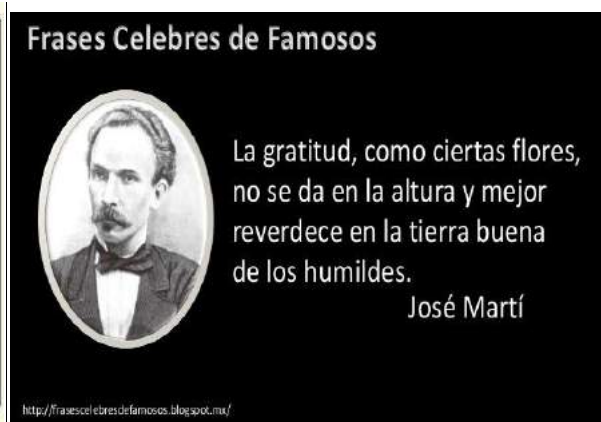 Frases Celebres de Famosos
La gratitud, como ciertas flores,
no se da en la altura y mejor
reverdece en la tierra buena
de los humildes.
José Martí
http://frasescelebresdefamosos.blogspot.mx/